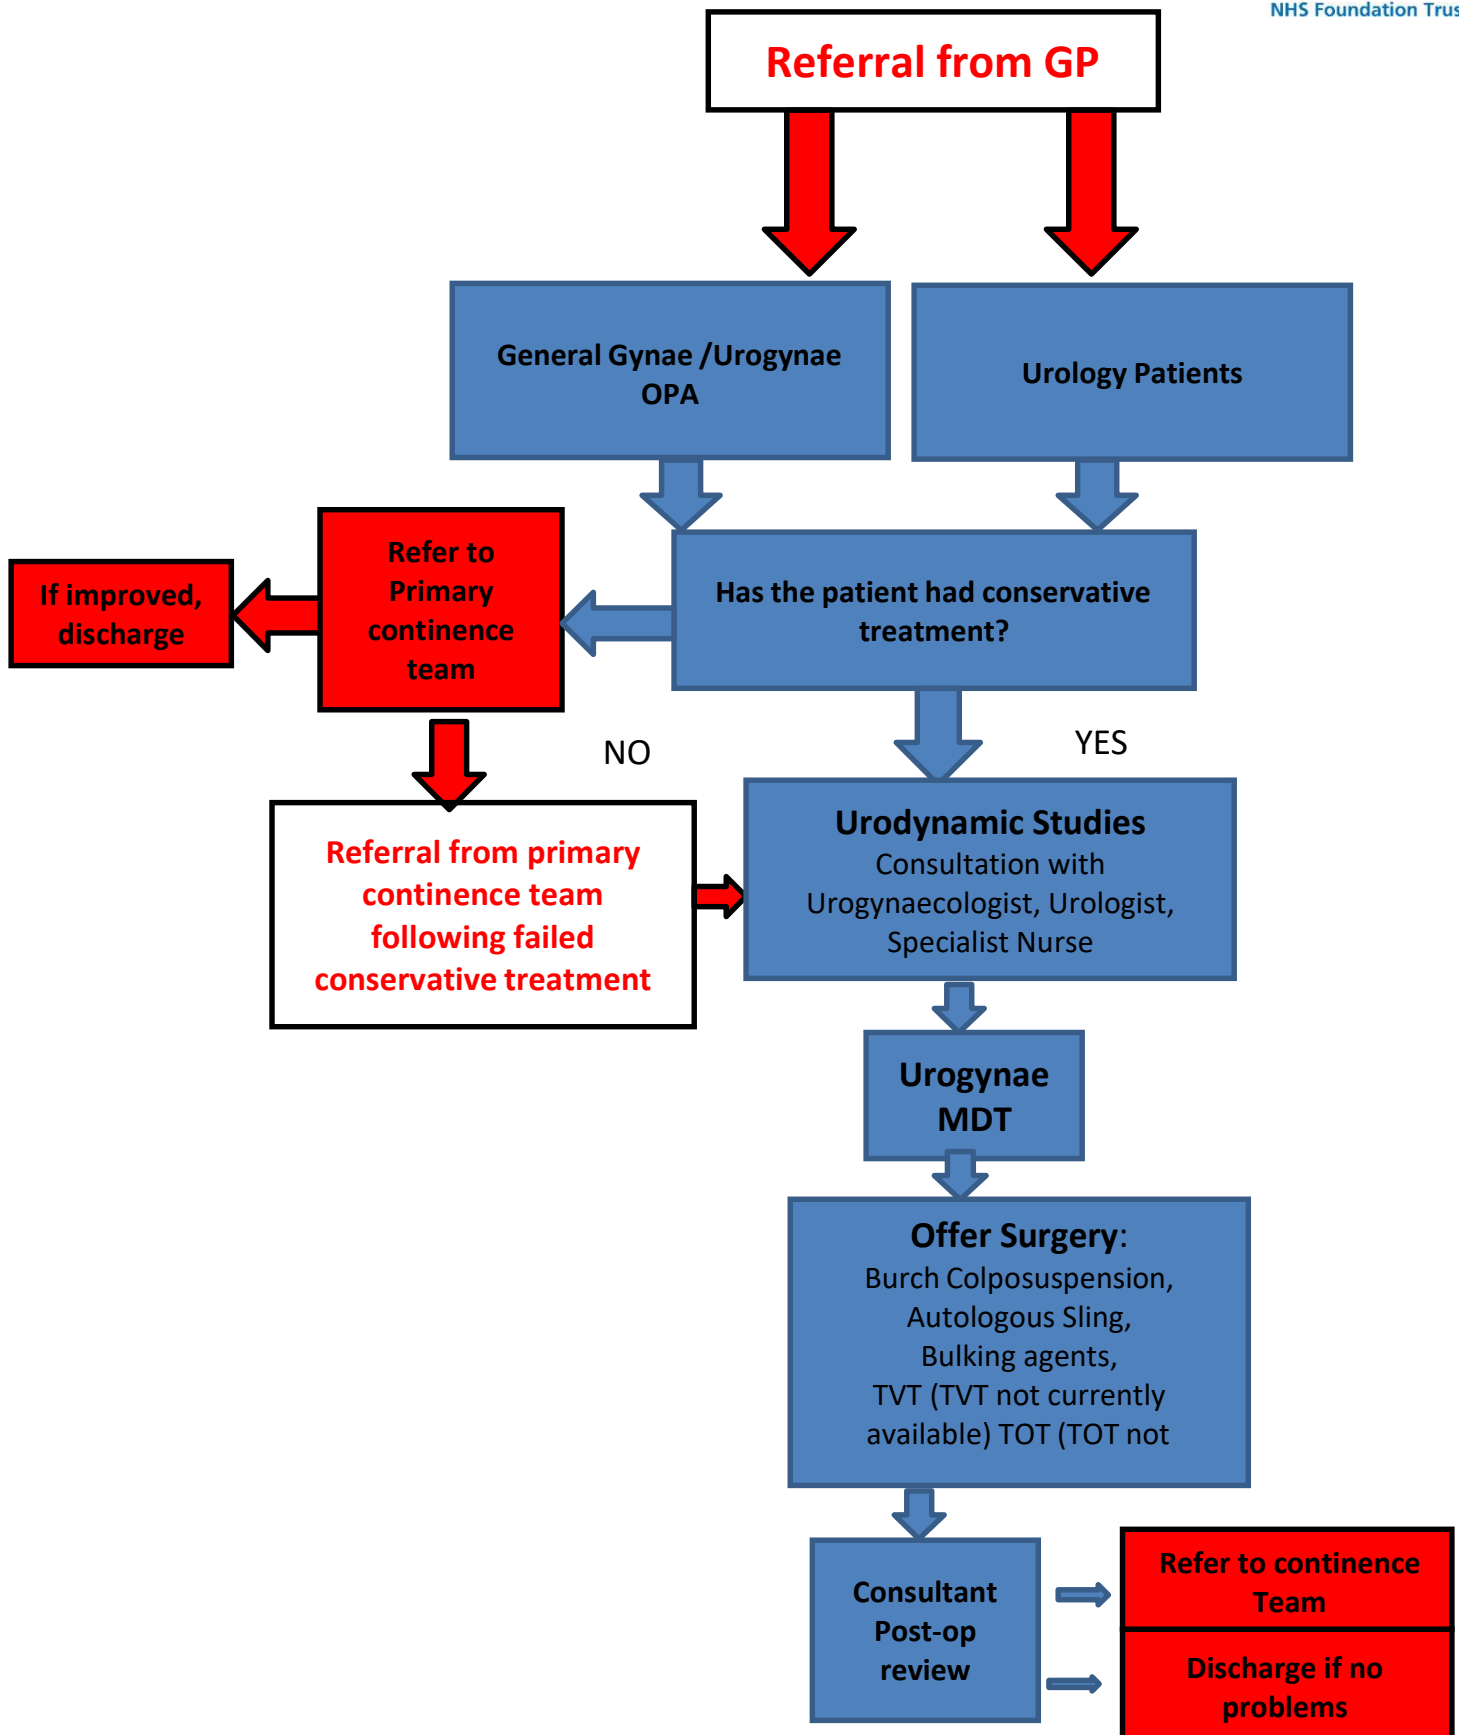 NHS Foundation Trus
Referral from GP
General Gynae /Urogynae
OPA
Urology Patients
If improved,
discharge
Refer to
Primary
continence
team
Has the patient had conservative
treatment?
NO
YES
Referral from primary
continence team
following failed
conservative treatment
Urodynamic Studies
Consultation with
Urogynaecologist, Urologist,
Specialist Nurse
Urogynae
MDT
Offer Surgery:
Burch Colposuspension,
Autologous Sling,
Bulking agents,
TVT (TVT not currently
available) TOT (TOT not
Consultant
Post-op
review
Refer to continence
Team
Discharge if no
problems